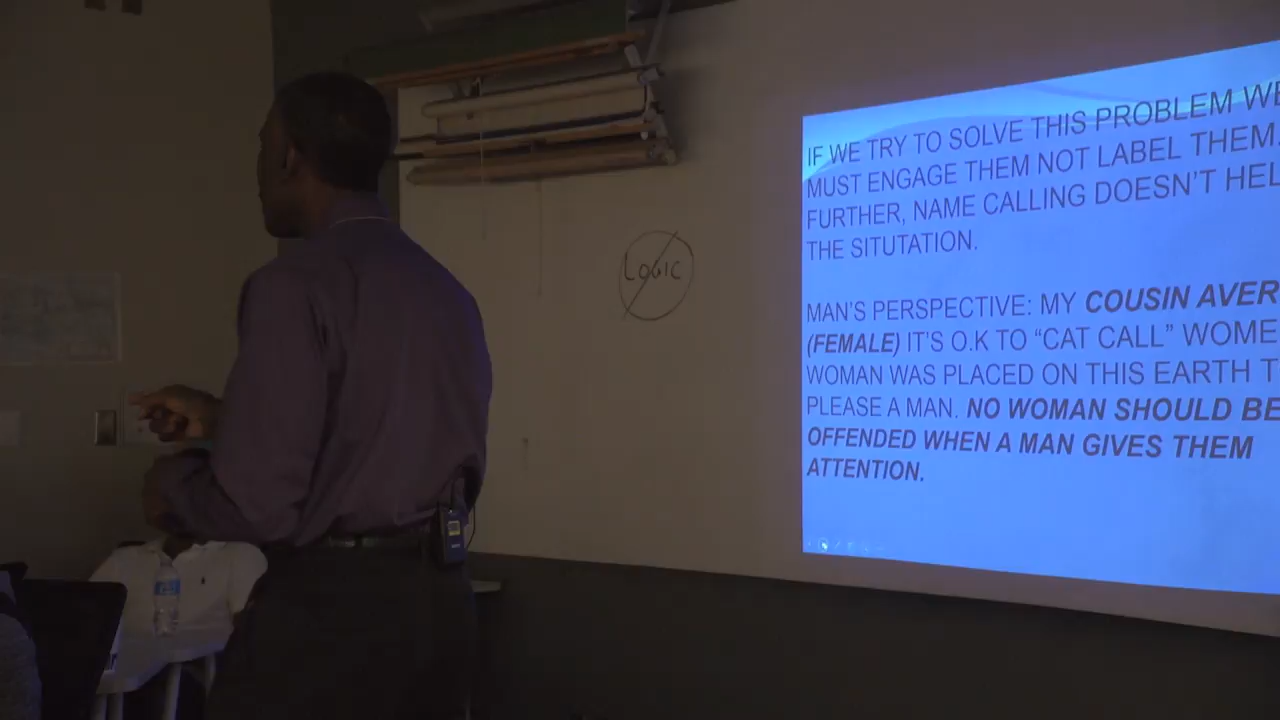 LOGIC
IF WE TRY TO SOLVE THIS PROBLEM WE
MUST ENGAGE THEM NOT LABEL THEM.
FURTHER, NAME CALLING DOESN'T HEL
THE SITUTATION.
MAN'S PERSPECTIVE: MY COUSIN AVER
(FEMALE) IT'S O.K TO “CAT CALL” WOME
WOMAN WAS PLACED ON THIS EARTH T
PLEASE A MAN. NO WOMAN SHOULD BE
OFFENDED WHEN A MAN GIVES THEM
ATTENTION.